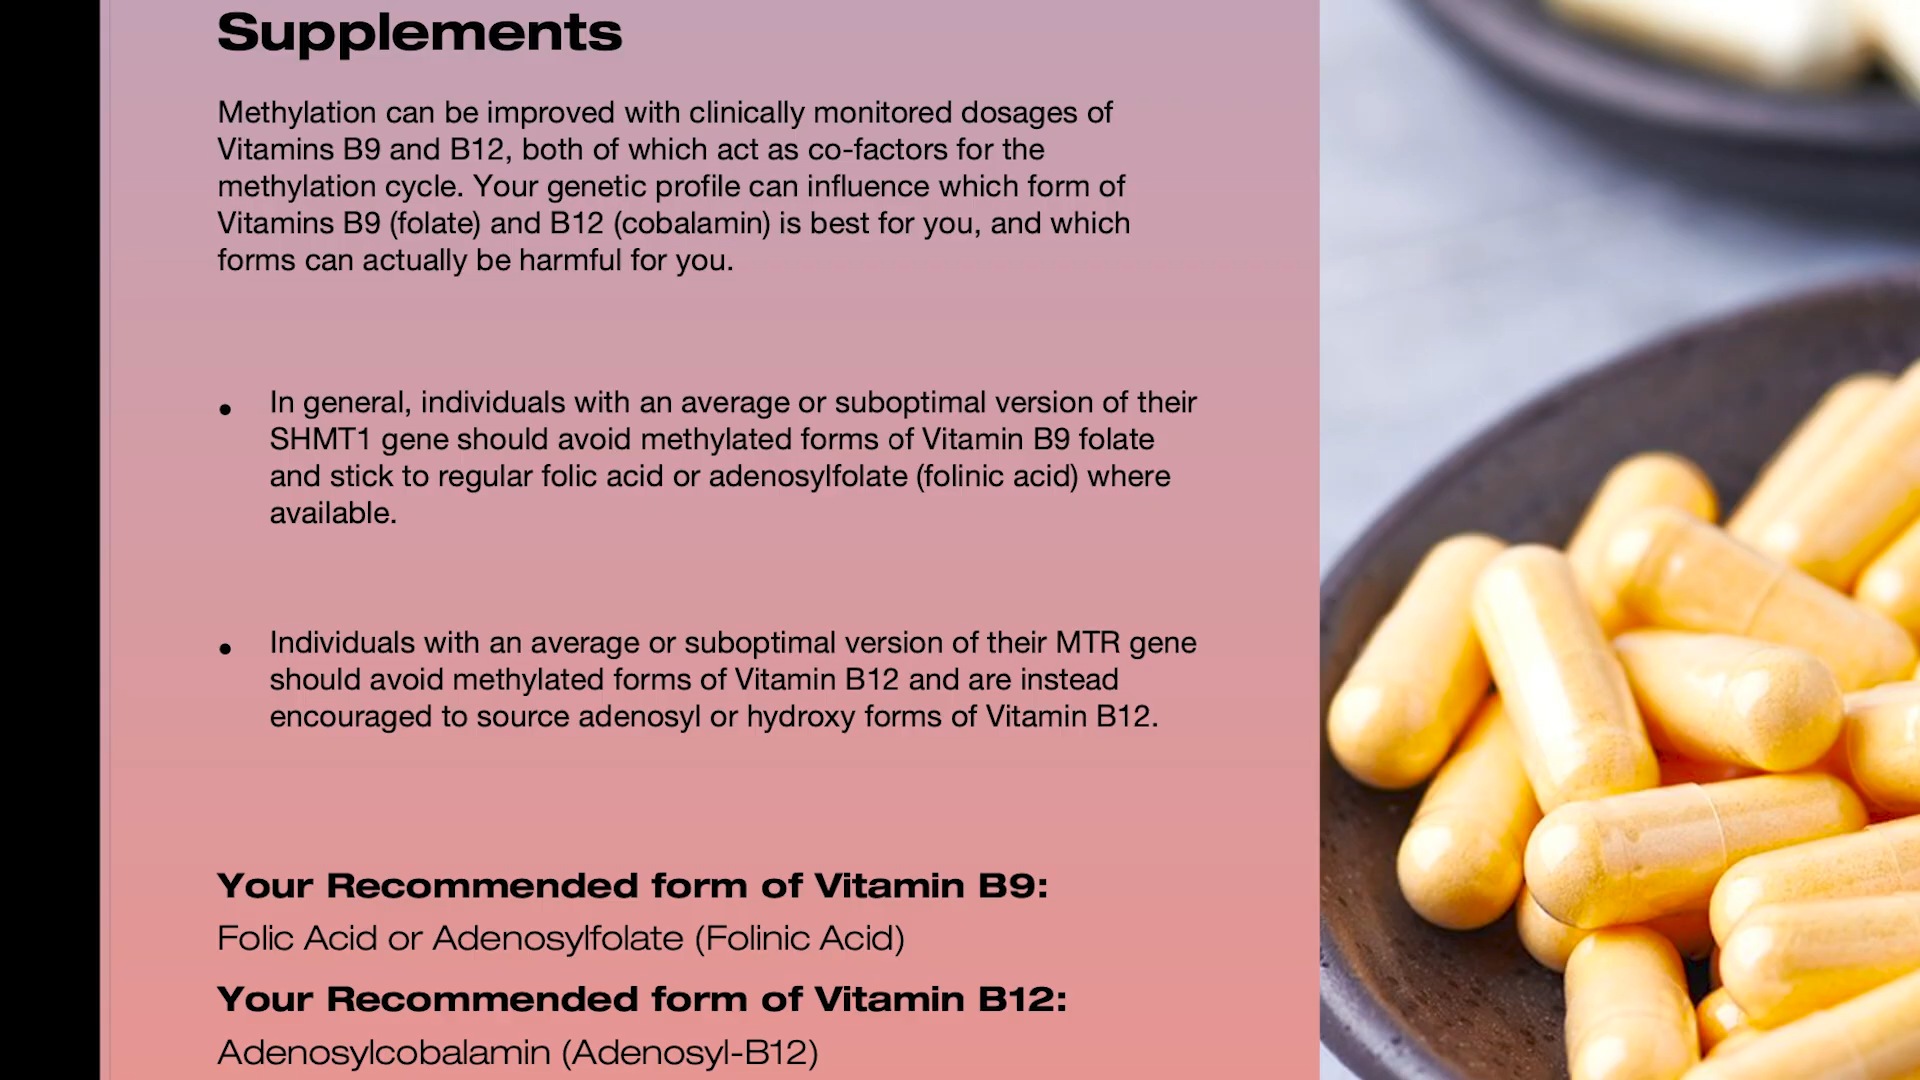 Supplements
Methylation can be improved with clinically monitored dosages of
Vitamins B9 and B12, both of which act as co-factors for the
methylation cycle. Your genetic profile can influence which form of
Vitamins B9 (folate) and B12 (cobalamin) is best for you, and which
forms can actually be harmful for you.
• In general, individuals with an average or suboptimal version of their
SHMT1 gene should avoid methylated forms of Vitamin B9 folate
and stick to regular folic acid or adenosylfolate (folinic acid) where
available.
• Individuals with an average or suboptimal version of their MTR gene
should avoid methylated forms of Vitamin B12 and are instead
encouraged to source adenosyl or hydroxy forms of Vitamin B12.
Your Recommended form of Vitamin B9:
Folic Acid or Adenosylfolate (Folinic Acid)
Your Recommended form of Vitamin B12:
Adenosylcobalamin (Adenosyl-B12)